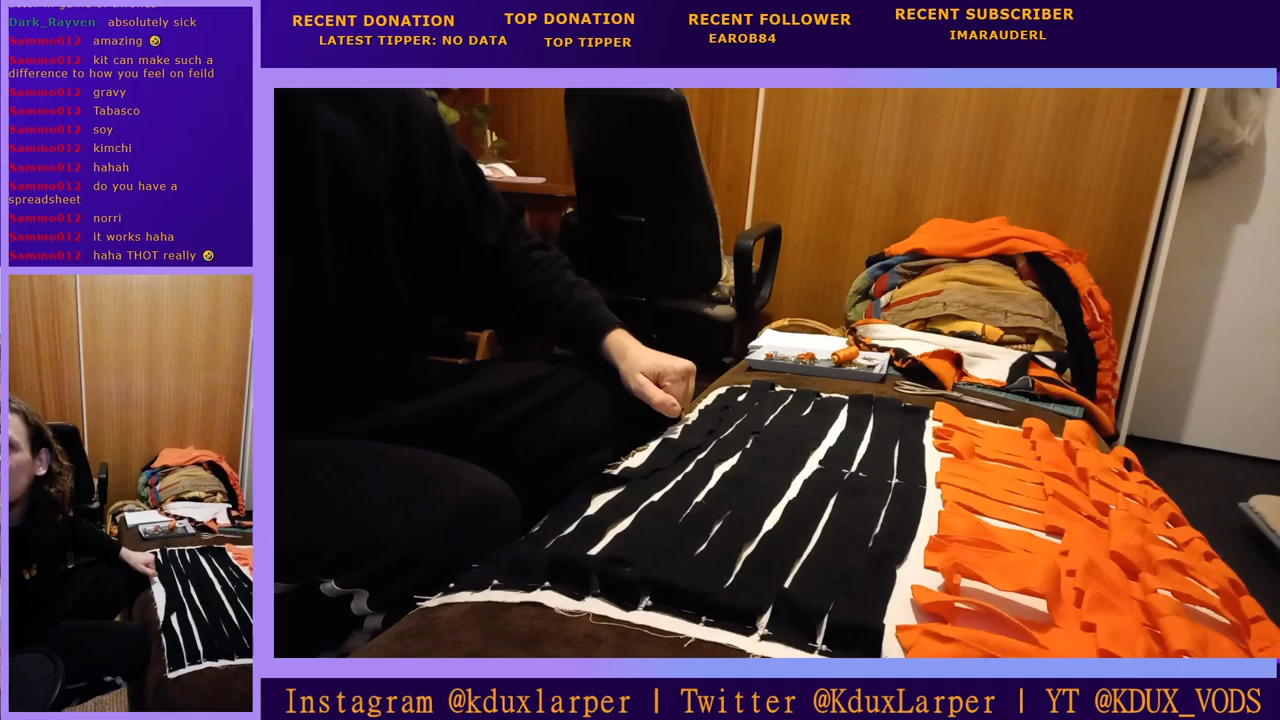 Dark_Rayven: absolutely sick
Sammo012 amazing
Sammo012 kit can make such a
difference to how you feel on feild
Sammo012 gravy
Sammo012 Tabasco
Sammo012 soy
Sammo012 kimchi
Sammo012 hahah
Sammo012 do you have a
spreadsheet
Sammo012 norri
Sammo012 it works haha
Sammo012 haha THOT really
RECENT DONATION
LATEST TIPPER: NO DATA
TOP DONATION
TOP TIPPER
RECENT FOLLOWER
EAROB84
RECENT SUBSCRIBER
IMARAUDERL
Instagram @kduxlarper | Twitter @KduxLarper | YT @KDUX_VODS